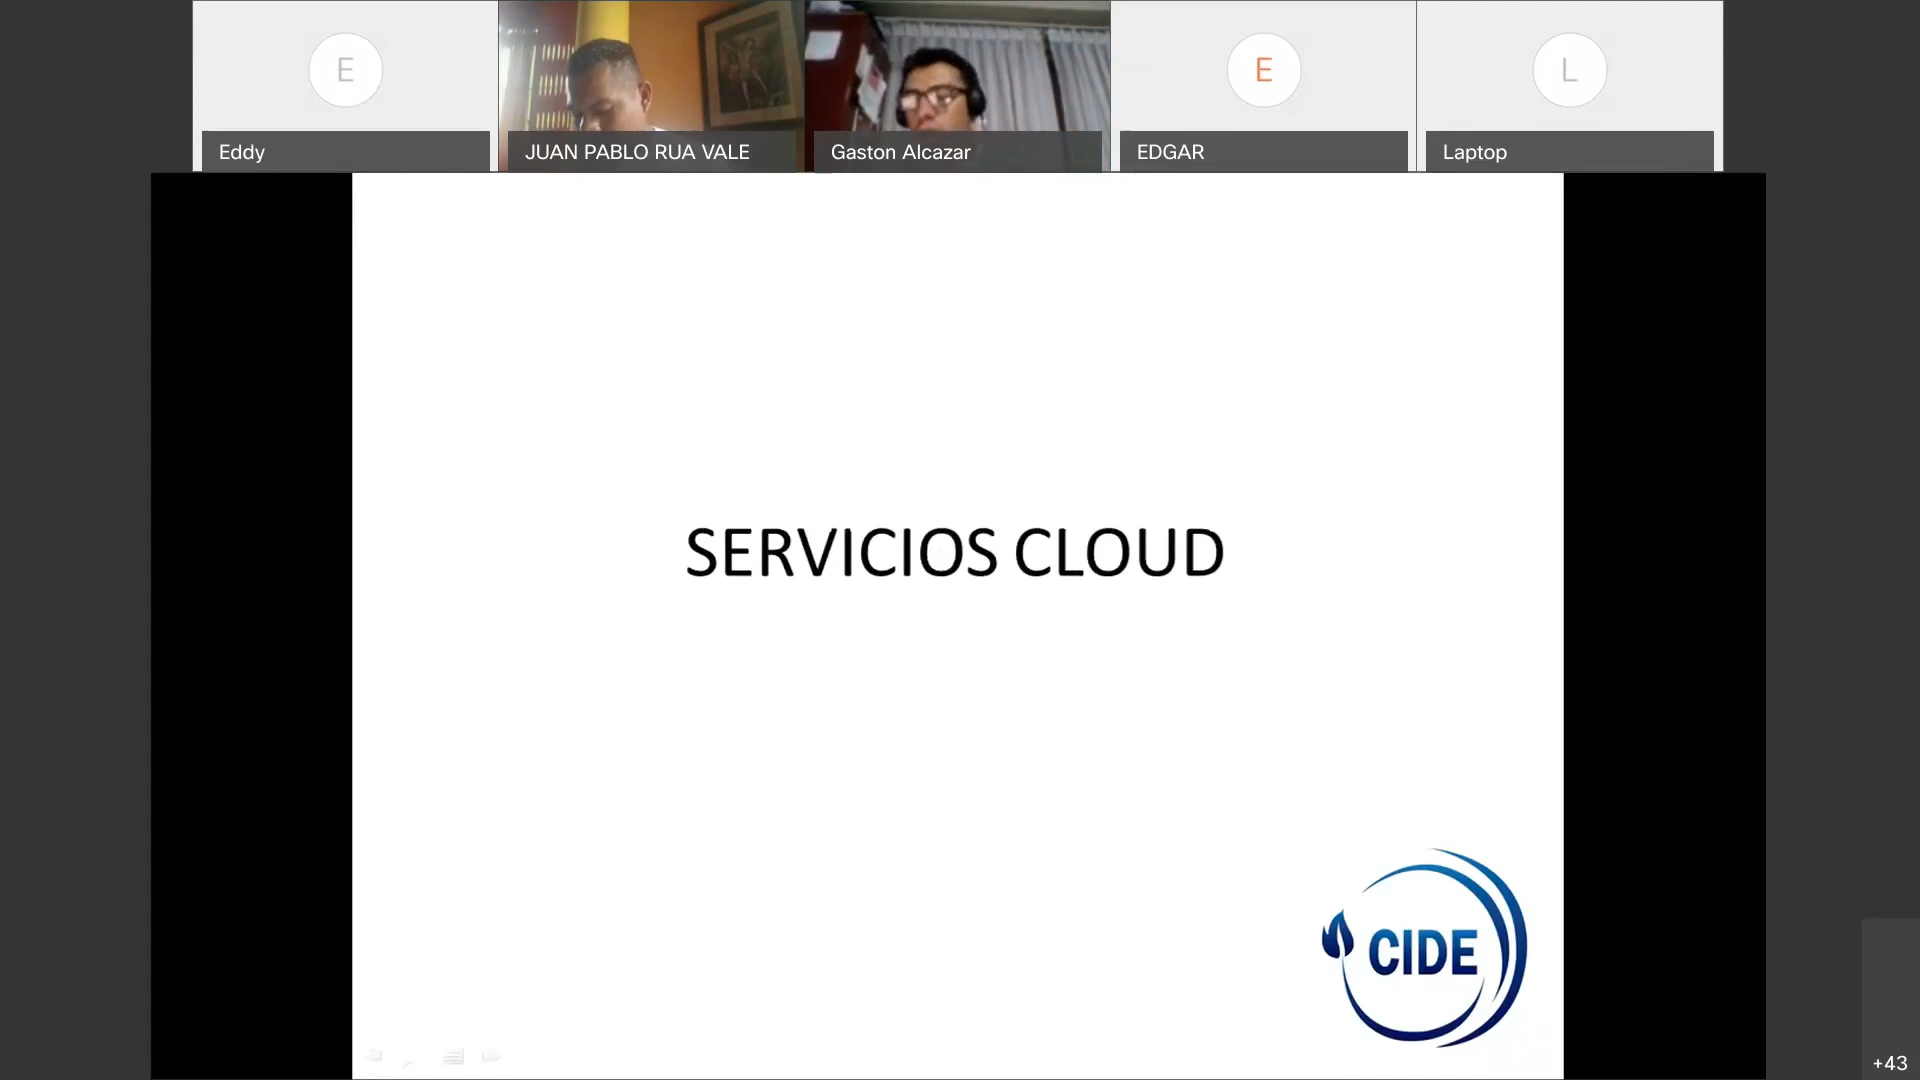 E
E
L
Eddy
JUAN PABLO RUA VALE
Gaston Alcazar
EDGAR
Laptop
SERVICIOS CLOUD
CIDE
+43